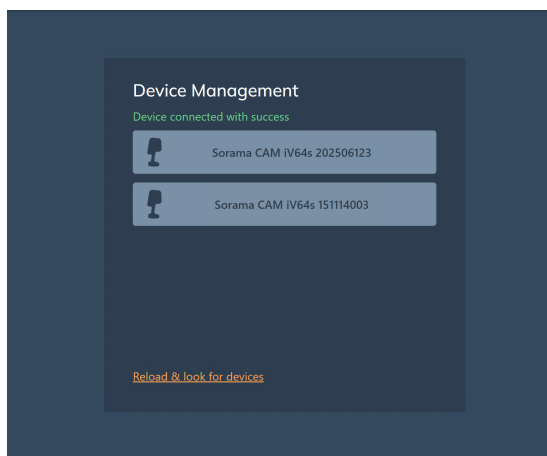 Device Management
Device connected with success
Sorama CAM iV64s 202506123
Sorama CAM iV64s 151114003
Reload & look for devices